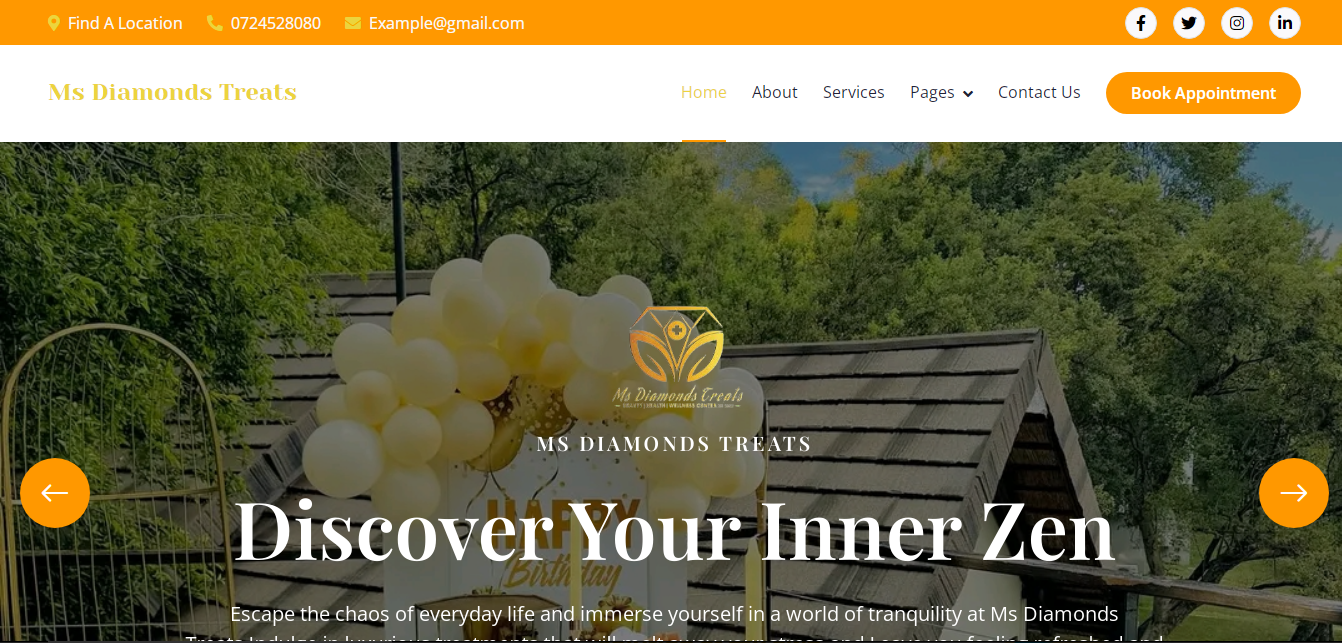 Find A Location 0724528080 Example@gmail.com
Ms Diamonds Treats Home About Services Pages Contact Us Book Appointment
Ms Diamonds Treats
MS DIAMONDS TREATS
HAPPY
Discover Your Inner Zen
Birthday
Escape the chaos of everyday life and immerse yourself in a world of tranquility at Ms Diamonds